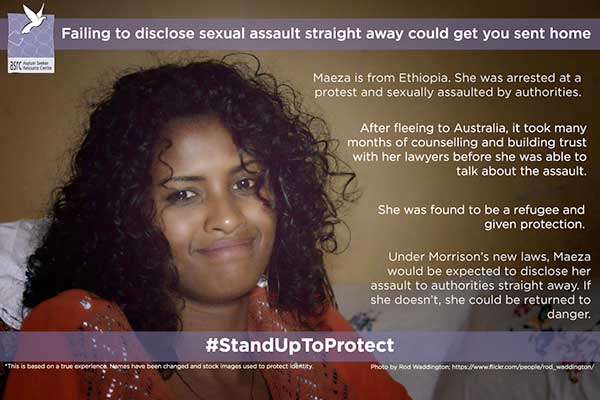 Failing to disclose sexual assault straight away could get you sent home
asrc Asylum Seeker
Resource Centre
Maeza is from Ethiopia. She was arrested at a
protest and sexually assaulted by authorities.
After fleeing to Australia, it took many
months of counselling and building trust
with her lawyers before she was able to
talk about the assault.
She was found to be a refugee and
given protection.
Under Morrison's new laws, Maeza
would be expected to disclose her
assault to authorities straight away. If
she doesn't, she could be returned to
danger.
#StandUpToProtect
*This is based on a true experience. Names have been changed and stock images used to protect identity.
Photo by Rod Waddington; https://www.flickr.com/people/rod_waddington/